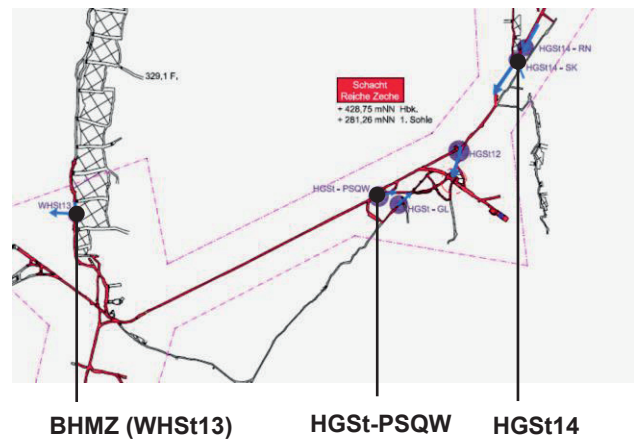 HGSt14 - RN
HGSt14 - SK
329,1 F.
Schacht
Reiche Zeche
+ 428,75 mNN Hbk.
+ 281,26 mNN 1. Sohle
HGSt12
HGSt - PSQW
WHSt13
HGSt - GL
BHMZ (WHSt13)
HGSt-PSQW
HGSt14